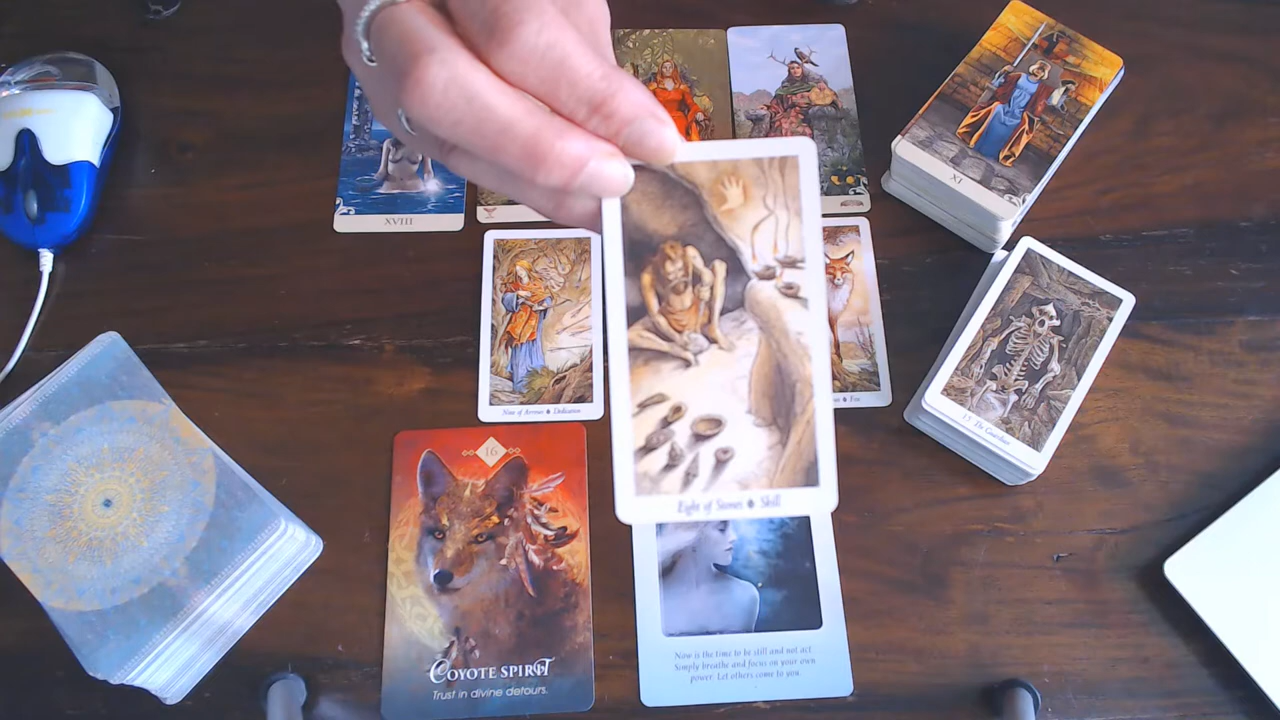 XVIII
XI
Nine of Arrows Dedication
Fox
15 The Guardian
Eight of Stones Skill
16
COYOTE SPIRIT
Trust in divine detours.
Now is the time to be still and not act
Simply breathe and focus on your own
power. Let others come to you.